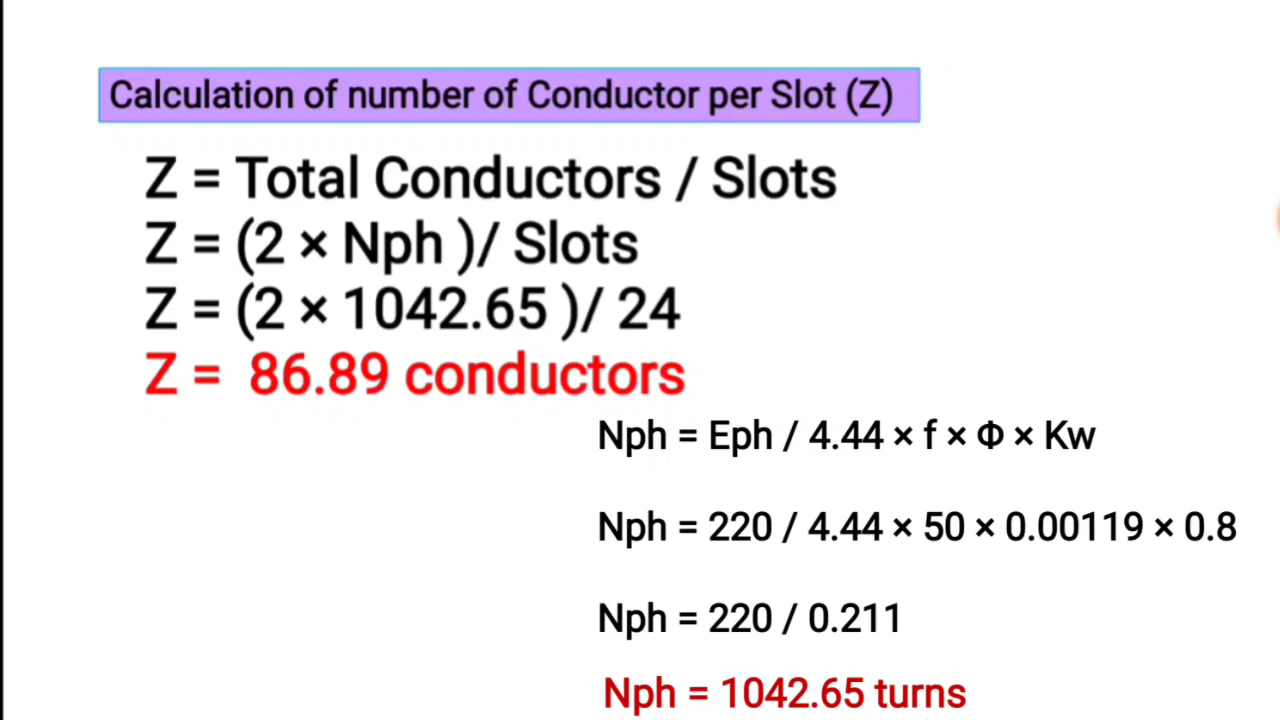 Calculation of number of Conductor per Slot (Z)
Z = Total Conductors / Slots
Z = (2 × Nph )/ Slots
Z = (2 × 1042.65 )/ 24
Z = 86.89 conductors
Nph = Eph / 4.44 × f × Φ × Kw
Nph = 220 / 4.44 × 50 × 0.00119 × 0.8
Nph = 220 / 0.211
Nph = 1042.65 turns